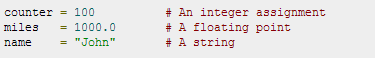 counter = 100          # An integer assignment
miles   = 1000.0       # A floating point
name    = "John"       # A string